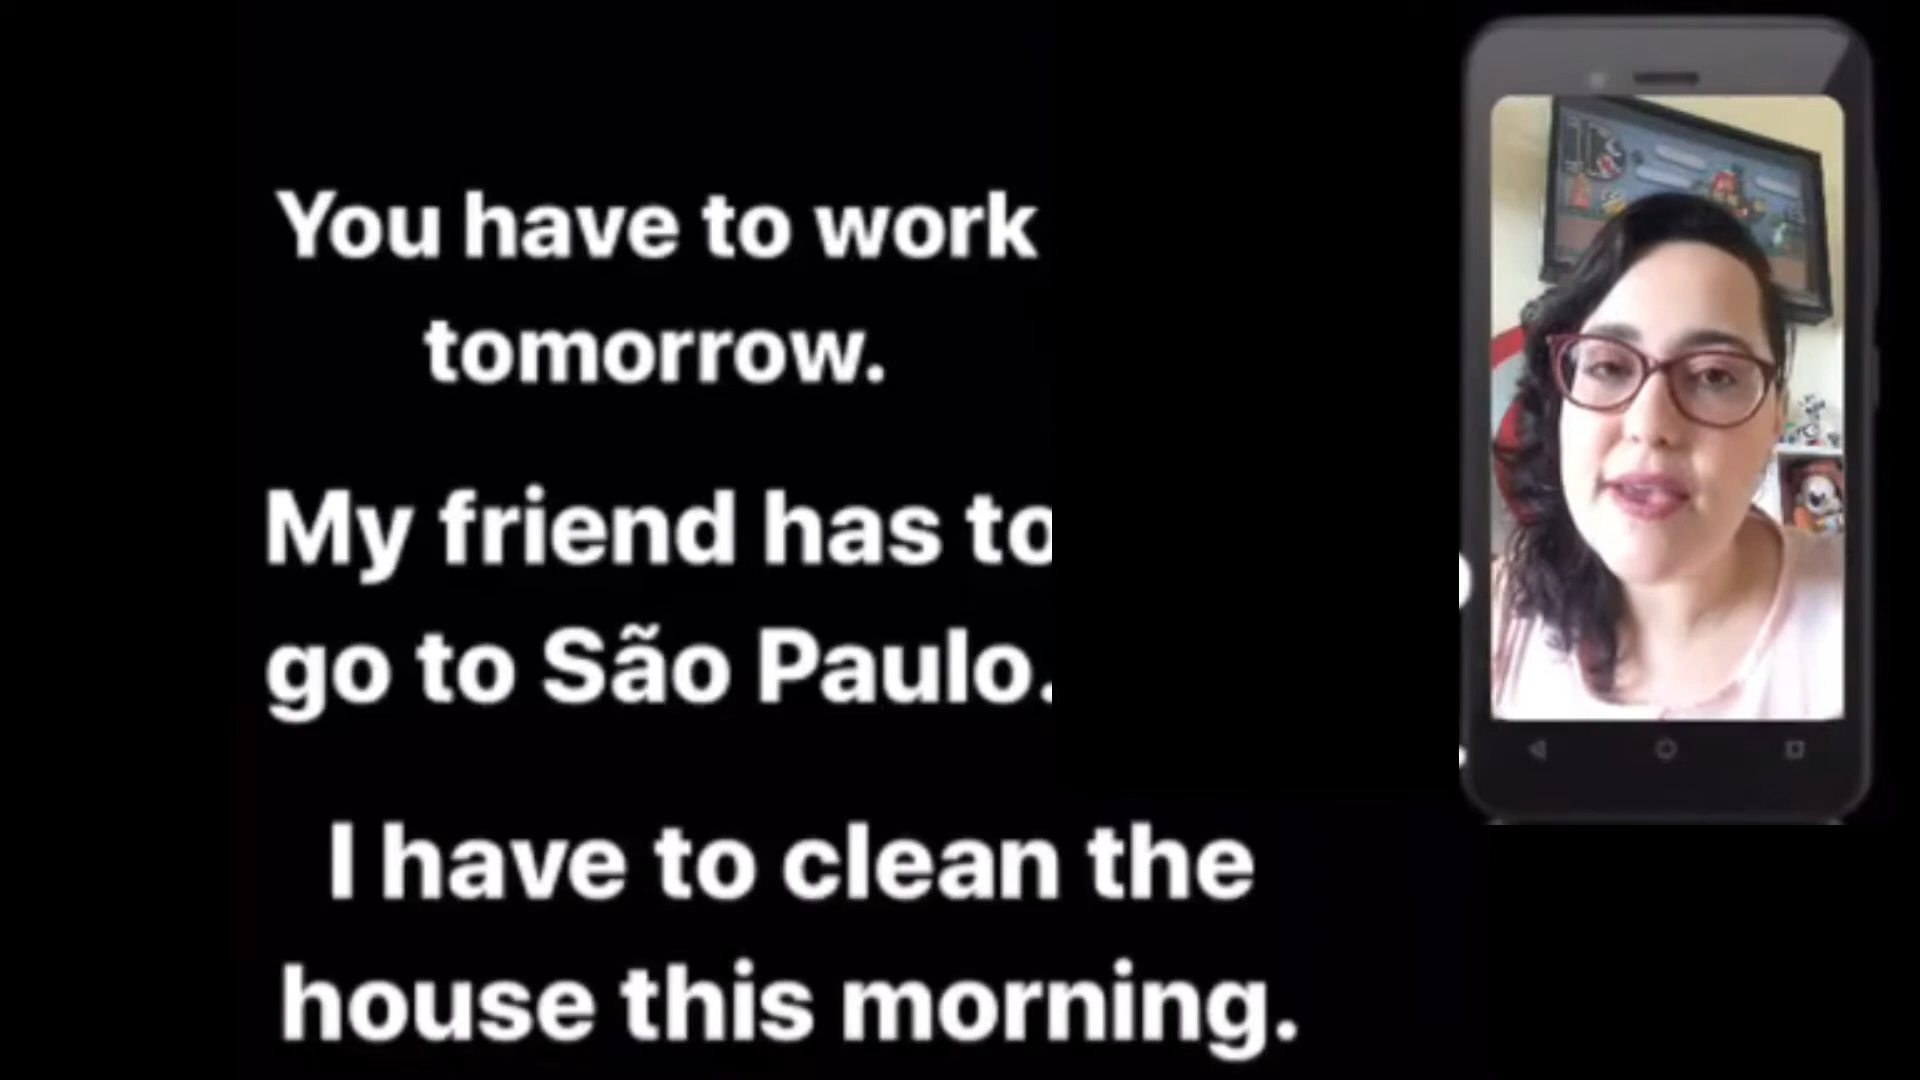 You have to work
tomorrow.
My friend has to
go to São Paulo.
I have to clean the
house this morning.